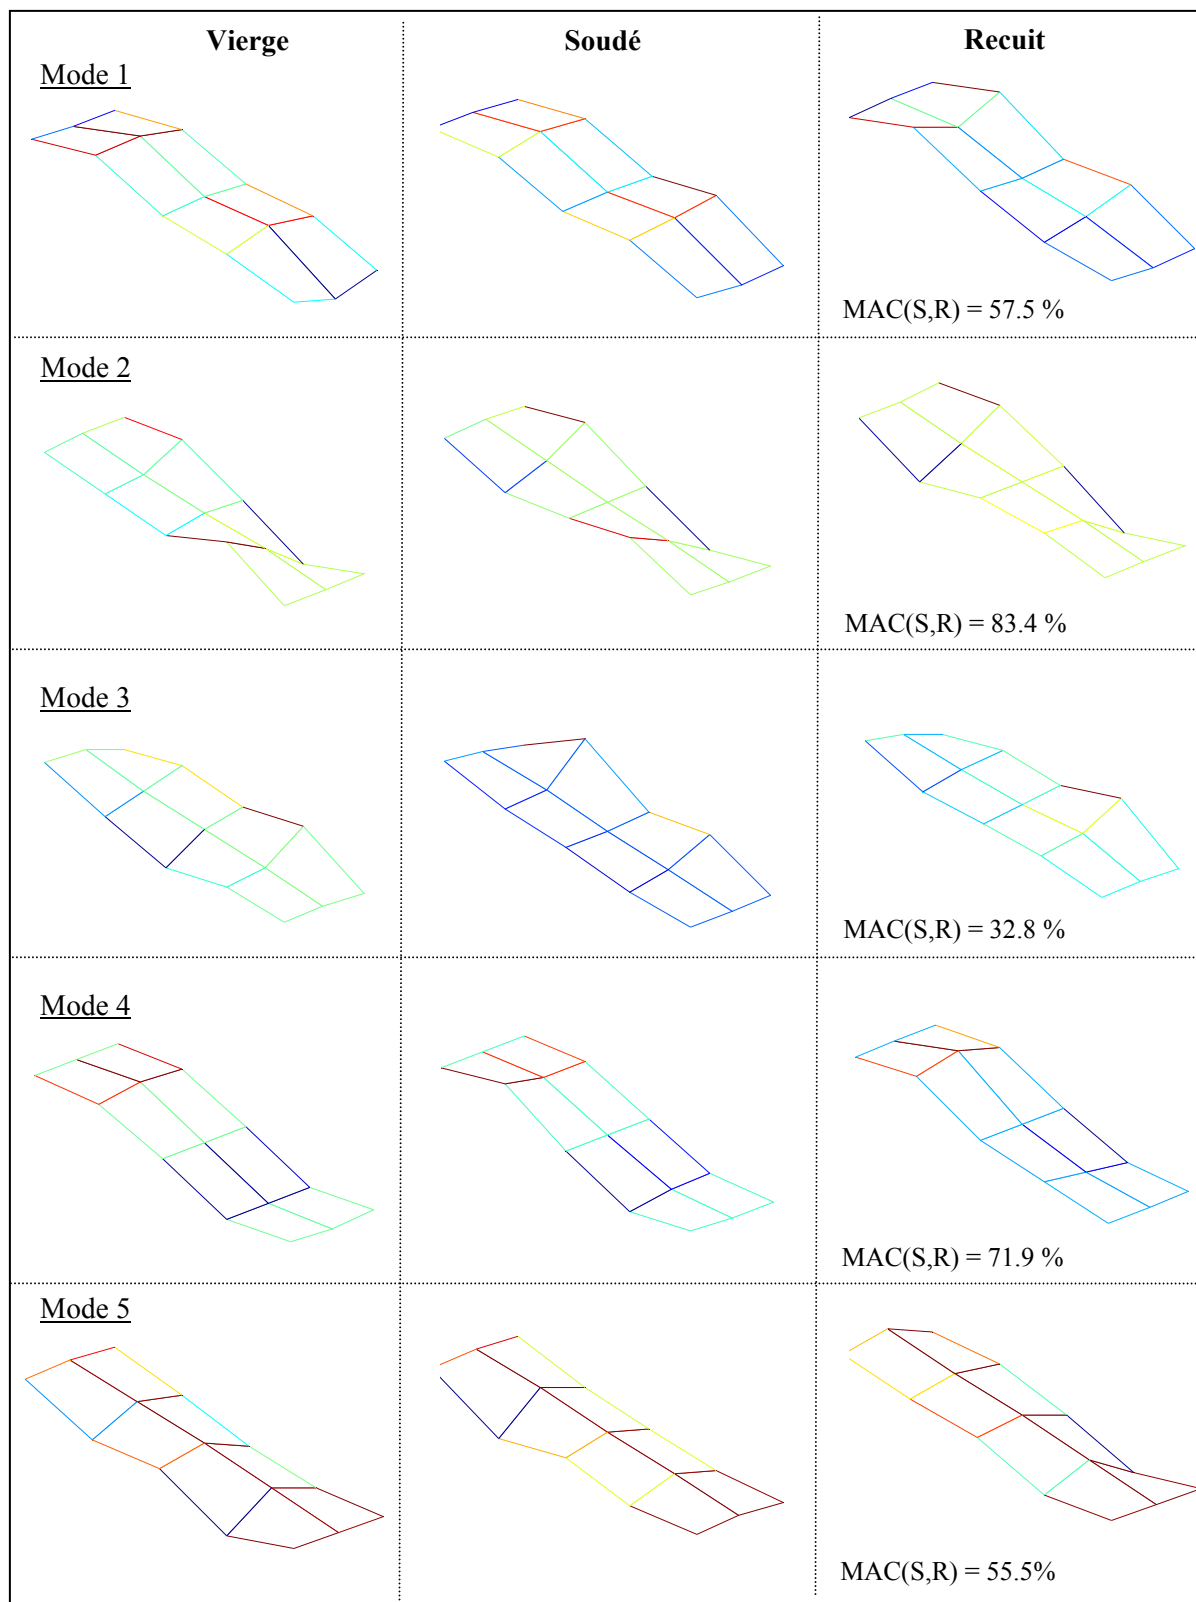 Vierge Soudé Recuit
Mode 1
MAC(S,R) = 57.5 %
Mode 2
MAC(S,R) = 83.4 %
Mode 3
MAC(S,R) = 32.8 %
Mode 4
MAC(S,R) = 71.9 %
Mode 5
MAC(S,R) = 55.5%